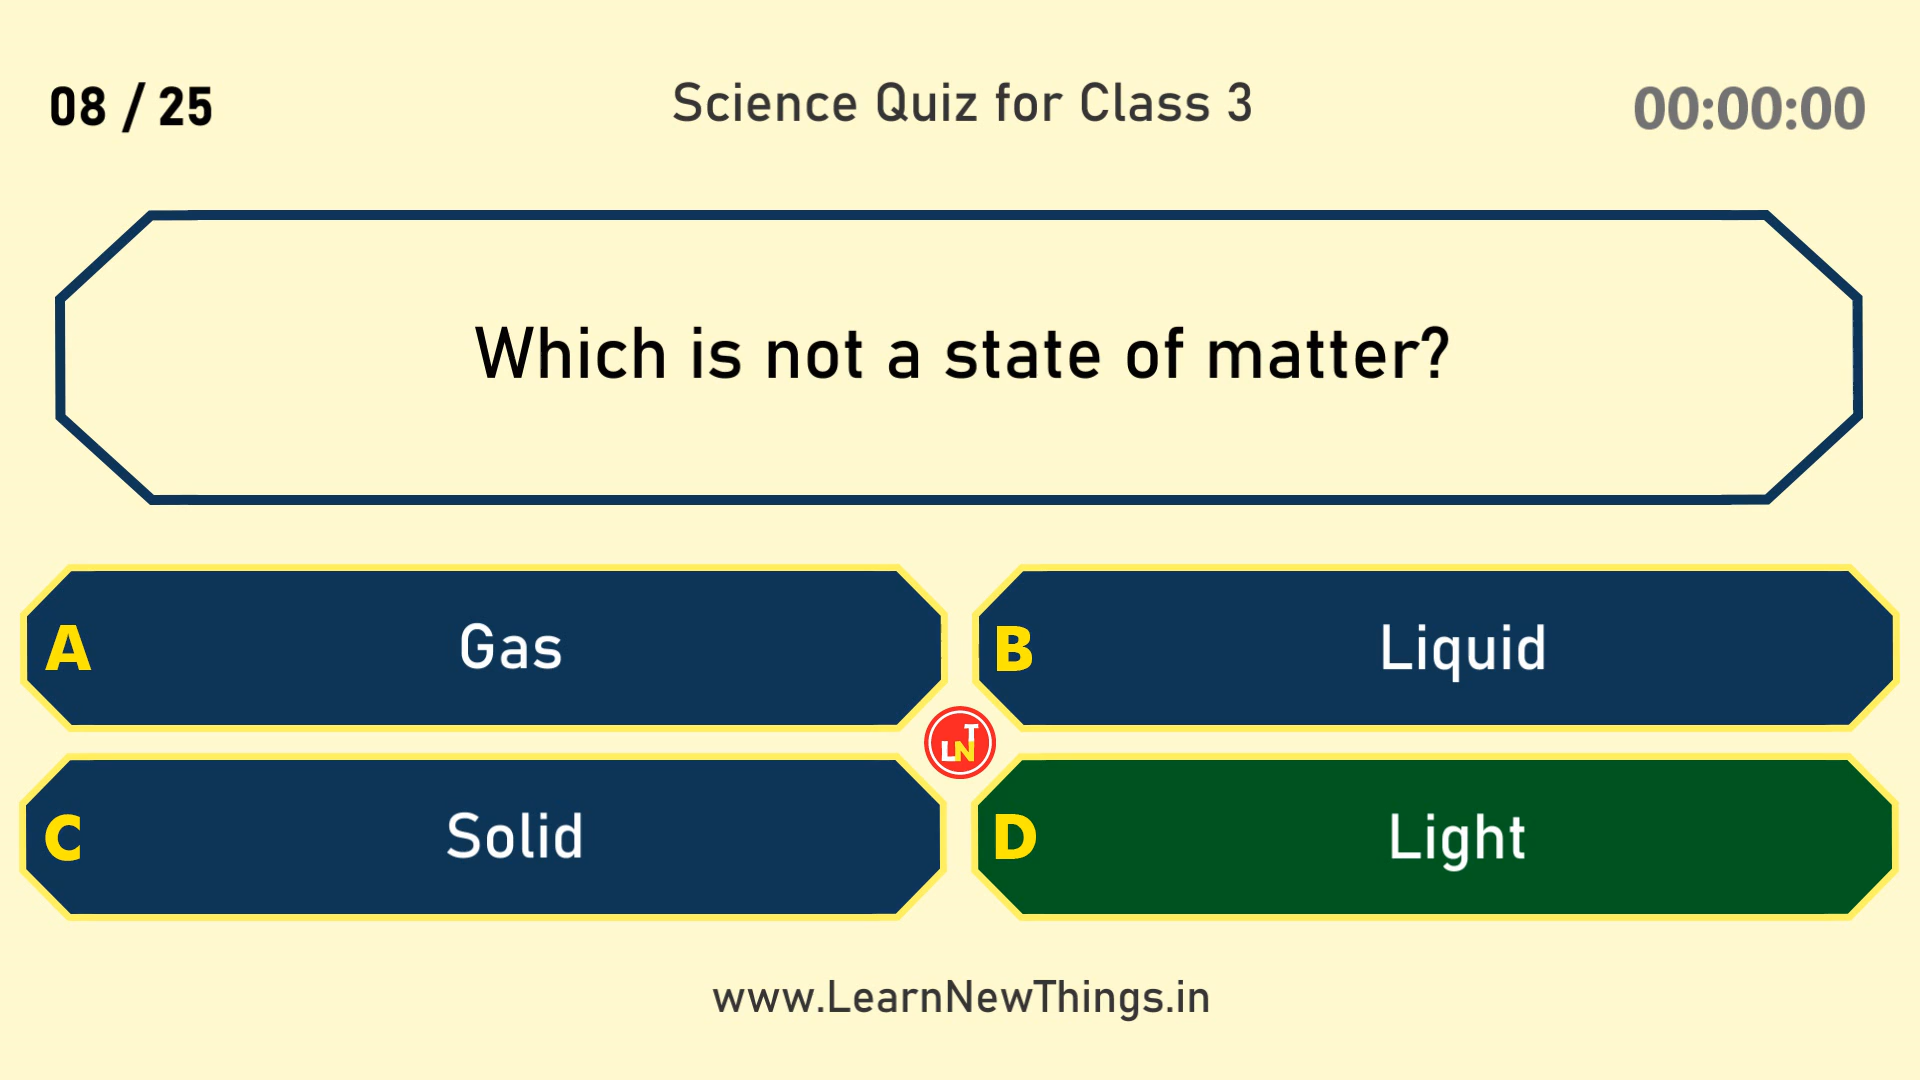 08 / 25
Science Quiz for Class 3
00:00:00
Which is not a state of matter?
A Gas
B Liquid
LNT
C Solid
D Light
www.LearnNewThings.in